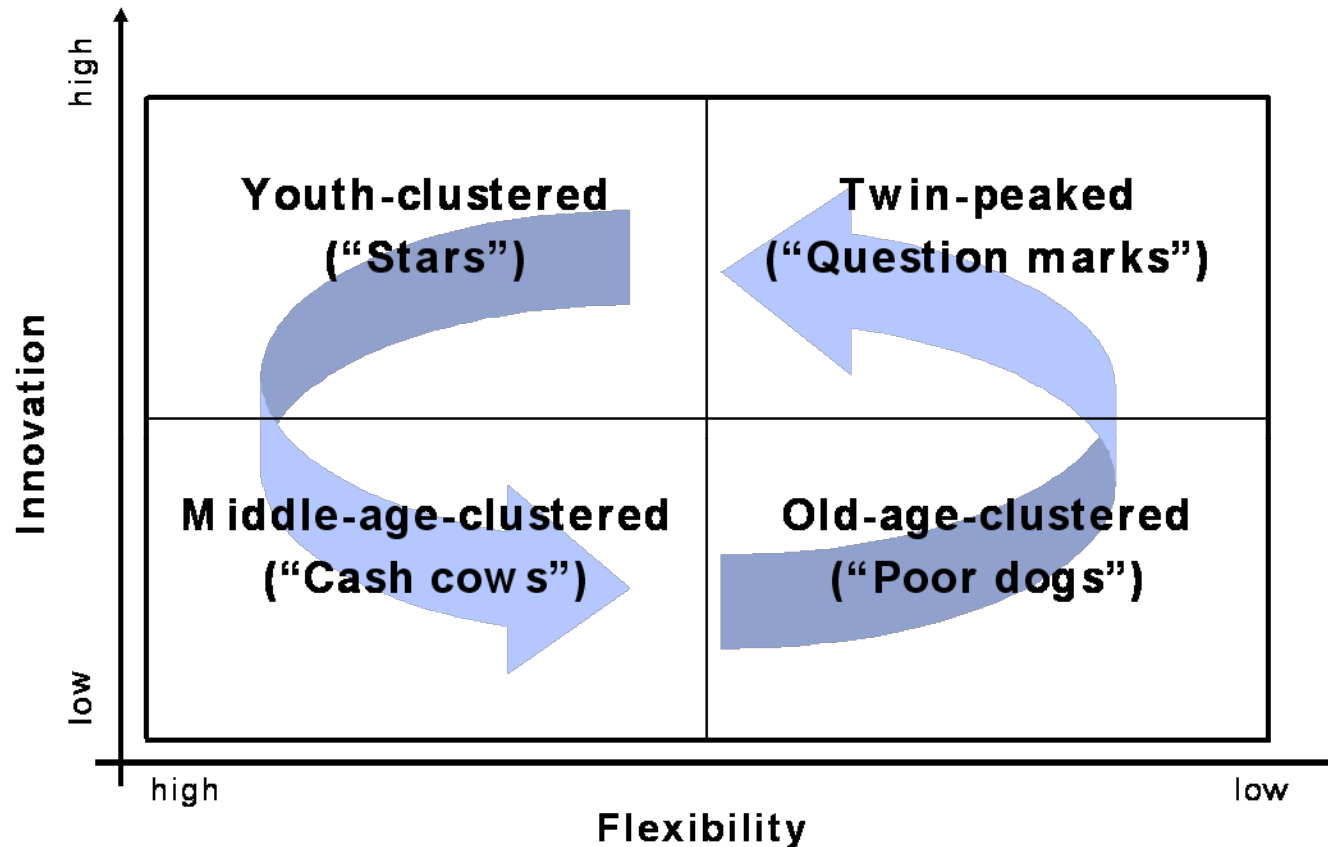 high
Youth-clustered
(“Stars”)
Twin-peaked
(“Question marks”)
Innovation
Middle-age-clustered
(“Cash cows”)
Old-age-clustered
(“Poor dogs”)
low
high
low
Flexibility